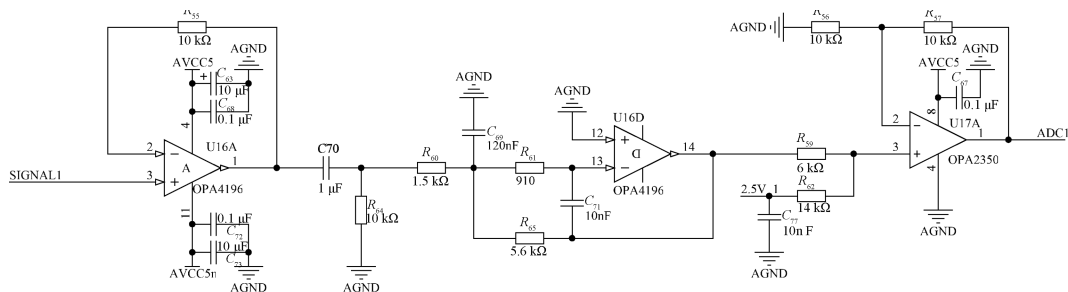 R55
10 kΩ
AVCC5
AGND
+
C63
10 μF
C68
0.1 μF
4
U16A
2
−
A
1
3
+
OPA4196
SIGNAL1
11
0.1 μF
C72
10 μF
C73
AVCC5n
AGND
C70
1 μF
R64
10 kΩ
AGND
R60
1.5 kΩ
AGND
C69
120nF
R61
910
C71
10nF
R65
5.6 kΩ
AGND
U16D
12
+
D
14
13
−
OPA4196
R59
6 kΩ
2.5V_1
R62
14 kΩ
C77
10n F
AGND
AGND
R56
10 kΩ
R57
10 kΩ
AVCC5
AGND
C67
0.1 μF
8
U17A
2
−
1
ADC1
3
+
OPA2350
4
AGND